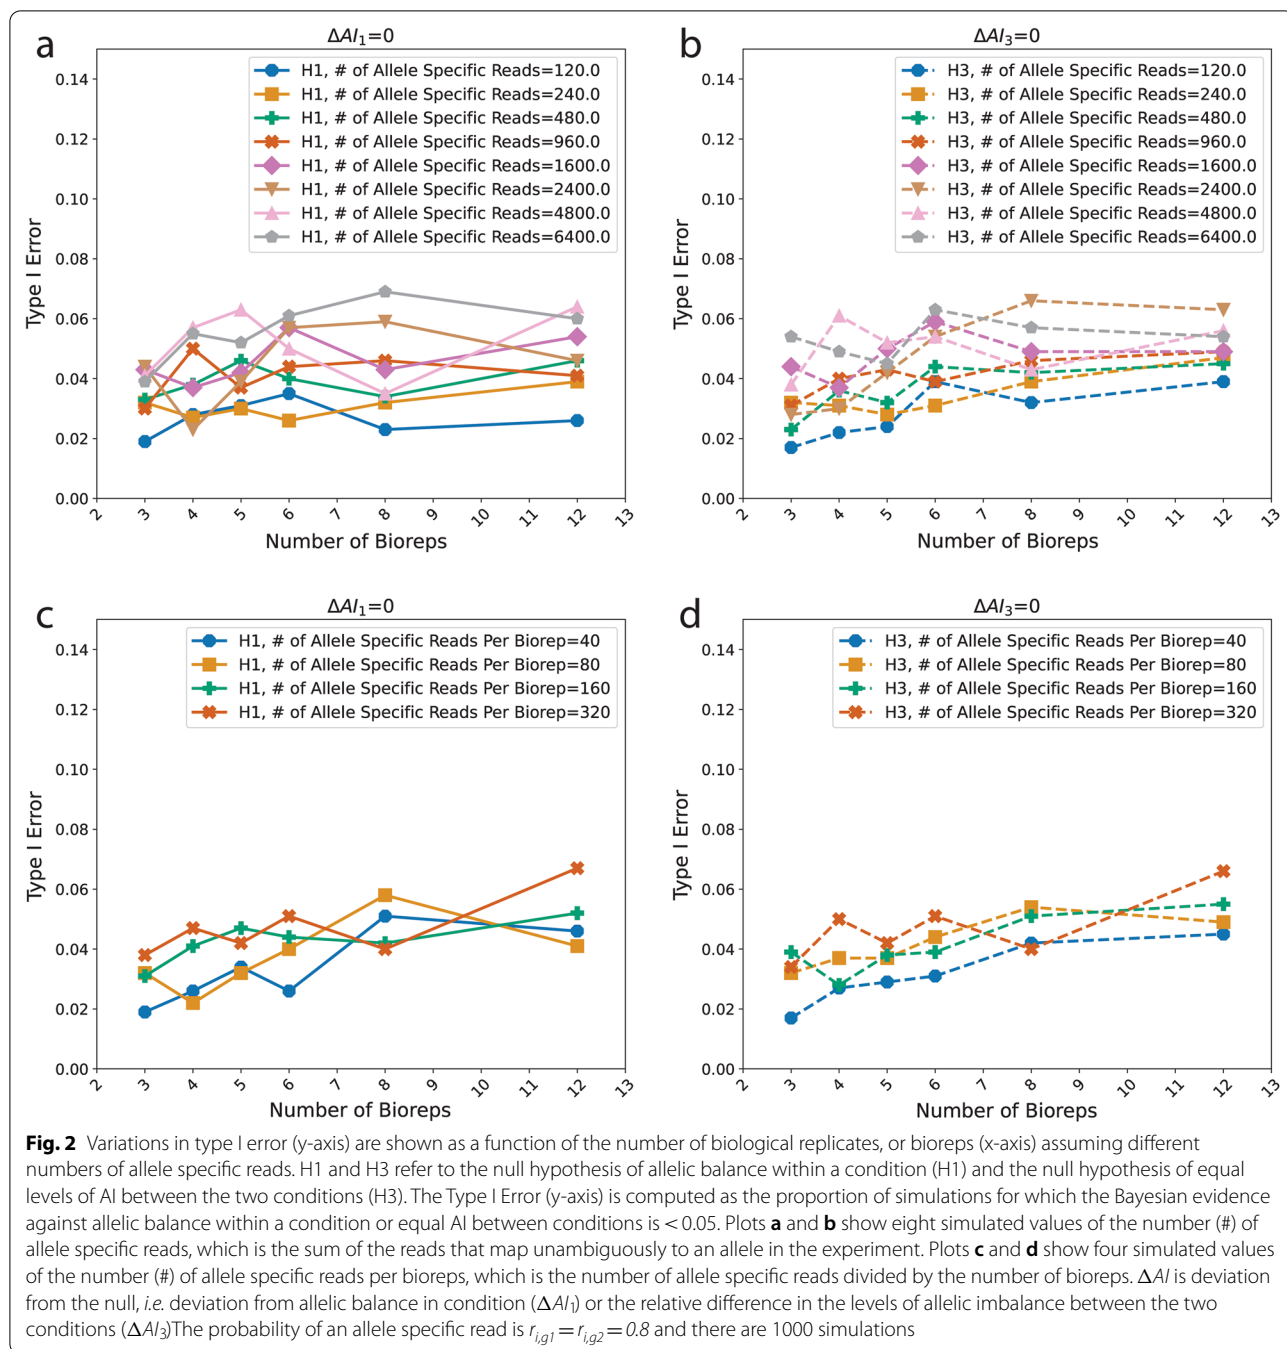 a
ΔAI₁=0
0.14
0.12
0.10
0.08
0.06
0.04
0.02
0.00
Type I Error
H1, # of Allele Specific Reads=120.0
H1, # of Allele Specific Reads=240.0
H1, # of Allele Specific Reads=480.0
H1, # of Allele Specific Reads=960.0
H1, # of Allele Specific Reads=1600.0
H1, # of Allele Specific Reads=2400.0
H1, # of Allele Specific Reads=4800.0
H1, # of Allele Specific Reads=6400.0
2 3 4 5 6 7 8 9 10 11 12 13
Number of Bioreps
b
ΔAI₃=0
0.14
0.12
0.10
0.08
0.06
0.04
0.02
0.00
Type I Error
H3, # of Allele Specific Reads=120.0
H3, # of Allele Specific Reads=240.0
H3, # of Allele Specific Reads=480.0
H3, # of Allele Specific Reads=960.0
H3, # of Allele Specific Reads=1600.0
H3, # of Allele Specific Reads=2400.0
H3, # of Allele Specific Reads=4800.0
H3, # of Allele Specific Reads=6400.0
2 3 4 5 6 7 8 9 10 11 12 13
Number of Bioreps
c
ΔAI₁=0
0.14
0.12
0.10
0.08
0.06
0.04
0.02
0.00
Type I Error
H1, # of Allele Specific Reads Per Biorep=40
H1, # of Allele Specific Reads Per Biorep=80
H1, # of Allele Specific Reads Per Biorep=160
H1, # of Allele Specific Reads Per Biorep=320
2 3 4 5 6 7 8 9 10 11 12 13
Number of Bioreps
d
ΔAI₃=0
0.14
0.12
0.10
0.08
0.06
0.04
0.02
0.00
Type I Error
H3, # of Allele Specific Reads Per Biorep=40
H3, # of Allele Specific Reads Per Biorep=80
H3, # of Allele Specific Reads Per Biorep=160
H3, # of Allele Specific Reads Per Biorep=320
2 3 4 5 6 7 8 9 10 11 12 13
Number of Bioreps
Fig. 2 Variations in type I error (y-axis) are shown as a function of the number of biological replicates, or bioreps (x-axis) assuming different
numbers of allele specific reads. H1 and H3 refer to the null hypothesis of allelic balance within a condition (H1) and the null hypothesis of equal
levels of AI between the two conditions (H3). The Type I Error (y-axis) is computed as the proportion of simulations for which the Bayesian evidence
against allelic balance within a condition or equal AI between conditions is < 0.05. Plots a and b show eight simulated values of the number (#) of
allele specific reads, which is the sum of the reads that map unambiguously to an allele in the experiment. Plots c and d show four simulated values
of the number (#) of allele specific reads per bioreps, which is the number of allele specific reads divided by the number of bioreps. ΔAI is deviation
from the null, i.e. deviation from allelic balance in condition (ΔAI₁) or the relative difference in the levels of allelic imbalance between the two
conditions (ΔAI₃)The probability of an allele specific read is r_{i,g1} = r_{i,g2} = 0.8 and there are 1000 simulations